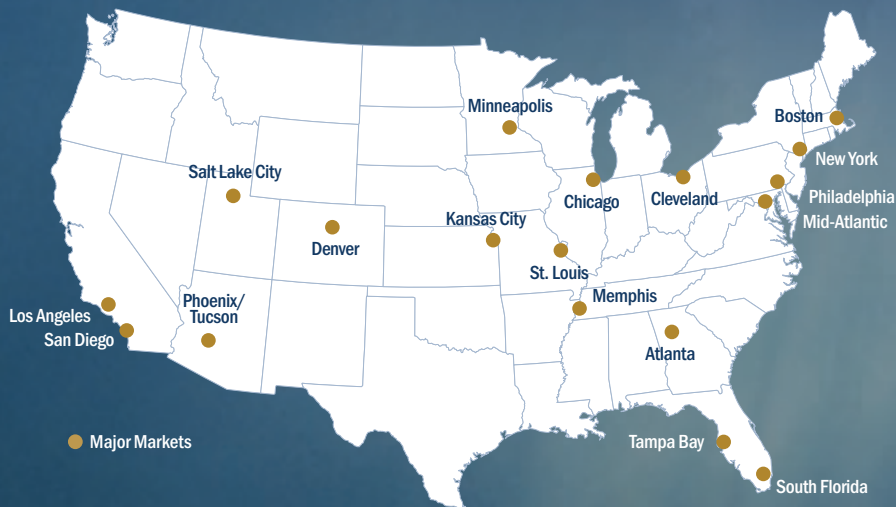 Minneapolis
Boston
New York
Salt Lake City
Chicago
Cleveland
Philadelphia
Mid-Atlantic
Kansas City
Denver
St. Louis
Memphis
Phoenix/
Tucson
Los Angeles
San Diego
Atlanta
Major Markets
Tampa Bay
South Florida